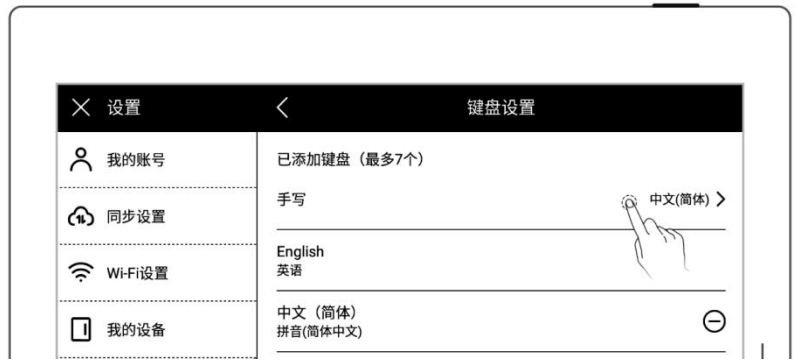 设置
键盘设置
我的账号
同步设置
Wi-Fi设置
我的设备
已添加键盘（最多7个）
手写 中文(简体)
English
英语
中文（简体）
拼音(简体中文)